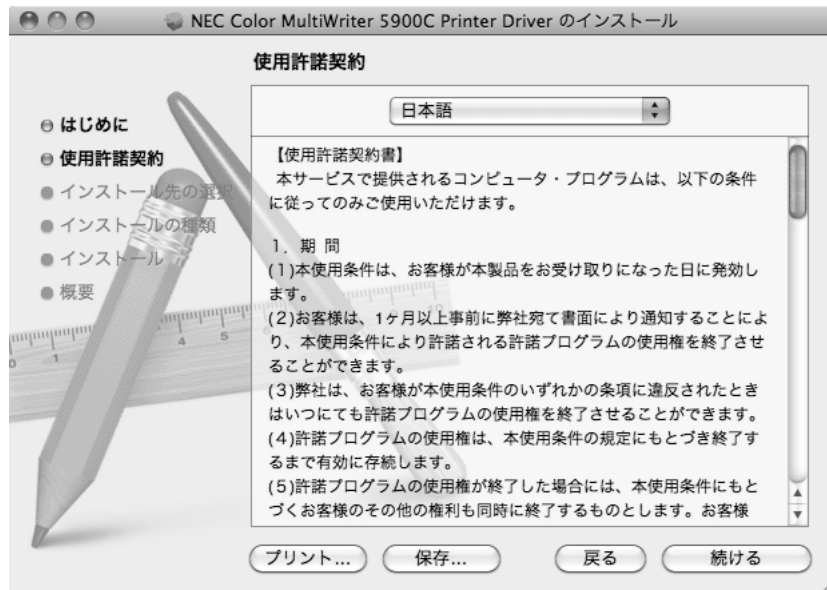 NEC Color MultiWriter 5900C Printer Driver のインストール
使用許諾契約
はじめに
使用許諾契約
インストール先の選択
インストールの種類
インストール
概要
日本語
【使用許諾契約書】
本サービスで提供されるコンピュータ・プログラムは、以下の条件
に従ってのみご使用いただけます。
1．期 間
(1)本使用条件は、お客様が本製品をお受け取りになった日に発効し
ます。
(2)お客様は、1ヶ月以上事前に弊社宛て書面により通知することによ
り、本使用条件により許諾される許諾プログラムの使用権を終了させ
ることができます。
(3)弊社は、お客様が本使用条件のいずれかの条項に違反されたとき
はいつにても許諾プログラムの使用権を終了させることができます。
(4)許諾プログラムの使用権は、本使用条件の規定にもとづき終了す
るまで有効に存続します。
(5)許諾プログラムの使用権が終了した場合には、本使用条件にもと
づくお客様のその他の権利も同時に終了するものとします。お客様
プリント... 保存... 戻る 続ける
0 1 4 5